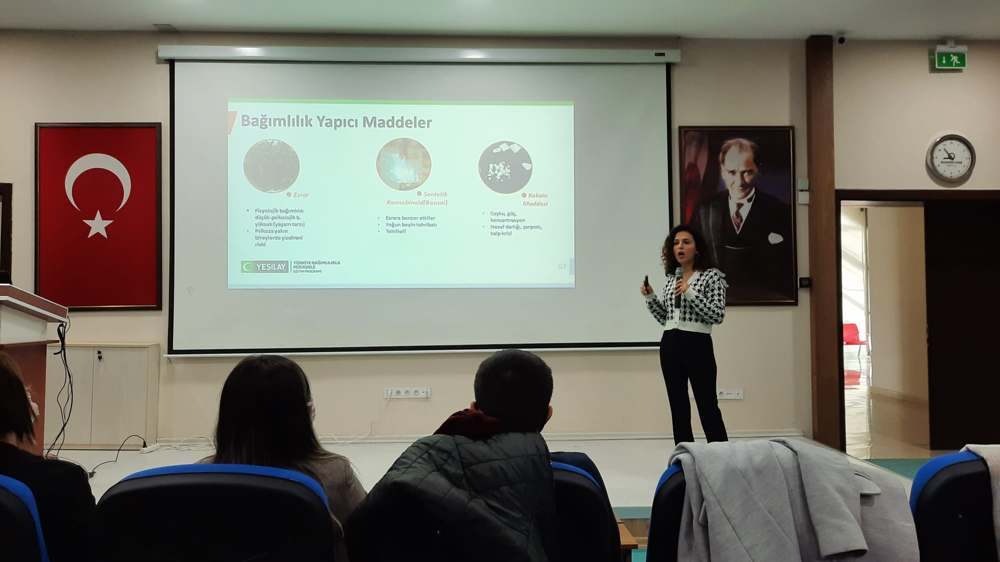 Bağımlılık Yapıcı Maddeler
Esrar
Fizyolojik bağımlılık
düşük-psikolojik b.
yüksek(yaşam tarzı)
Psikoza yakın
bireylerde şizofreni
riski
Sentetik
Kannobinoid(Bonzai)
Esrara benzer etkiler
Yoğun beyin tahribatı
Tehlikeli
Kokain
Maddesi
Coşku, güç,
konsantrasyon
Nesef darlığı, çarpıntı,
kalp krizi
YEŞİLAY
TÜRKİYE BAĞIMLILIKLA
MÜCADELE
EĞİTİM PROGRAMI
07